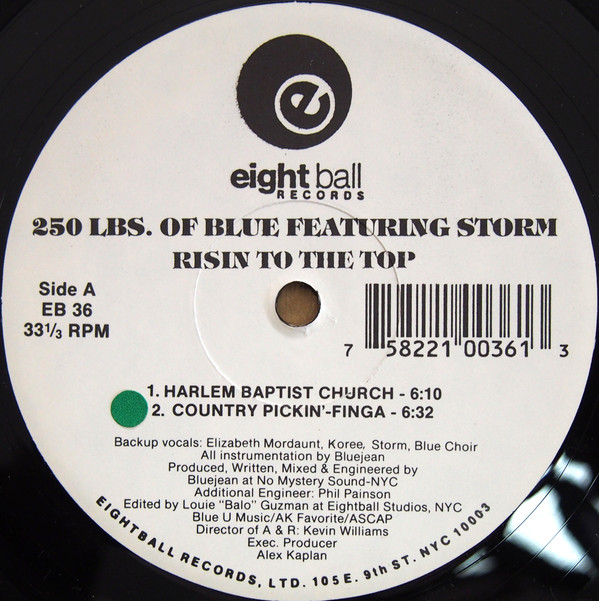 e
eight ball
RECORDS
250 LBS. OF BLUE FEATURING STORM
RISIN TO THE TOP
Side A
EB 36
33⅓ RPM
7 58221 00361 3
1. HARLEM BAPTIST CHURCH - 6:10
2. COUNTRY PICKIN'-FINGA - 6:32
Backup vocals: Elizabeth Mordaunt, Koree, Storm, Blue Choir
All instrumentation by Bluejean
Produced, Written, Mixed & Engineered by
Bluejean at No Mystery Sound-NYC
Additional Engineer: Phil Painson
Edited by Louie "Balo" Guzman at Eightball Studios, NYC
Blue U Music/AK Favorite/ASCAP
Director of A & R: Kevin Williams
Exec. Producer
Alex Kaplan
EIGHTBALL RECORDS, LTD. 105 E. 9th ST. NYC 10003